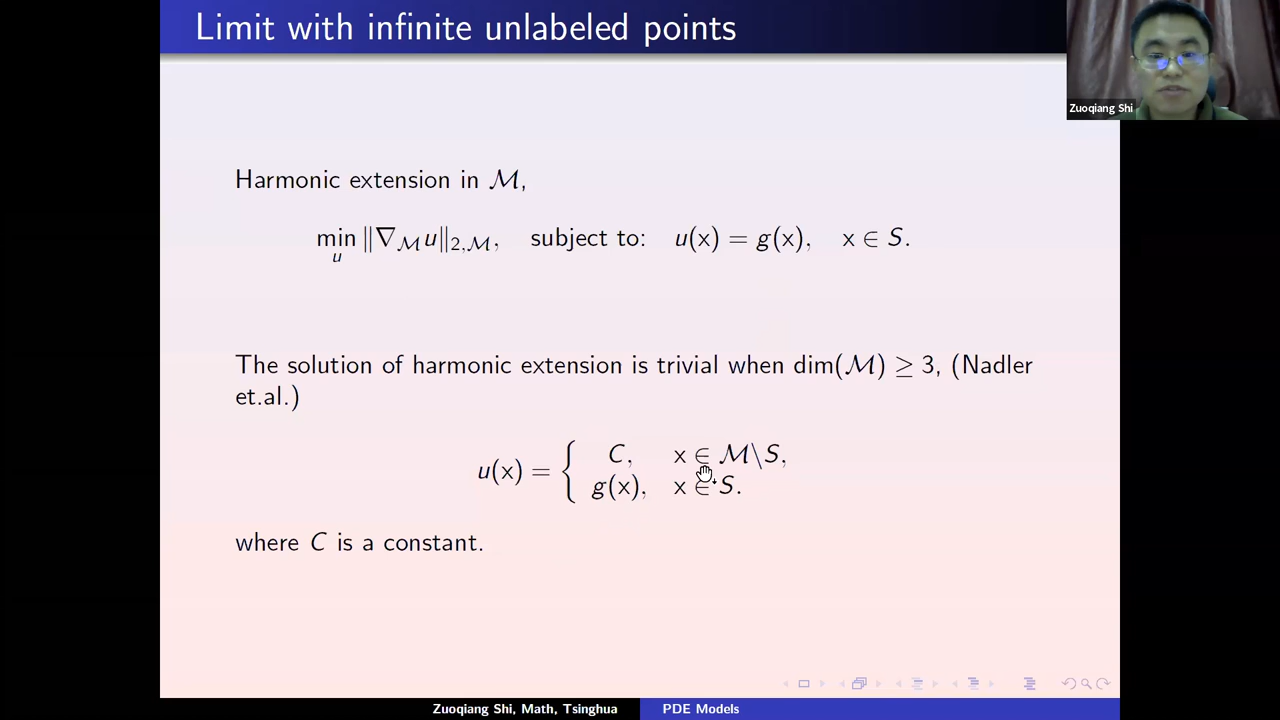 Limit with infinite unlabeled points
Zuoqiang Shi
Harmonic extension in ℳ,
min_u ‖∇_ℳ u‖_{2,ℳ}, subject to: u(x) = g(x), x ∈ S.
The solution of harmonic extension is trivial when dim(ℳ) ≥ 3, (Nadler
et.al.)
u(x) = { C, x ∈ ℳ\S,
g(x), x ∈ S.
where C is a constant.
Zuoqiang Shi, Math, Tsinghua
PDE Models